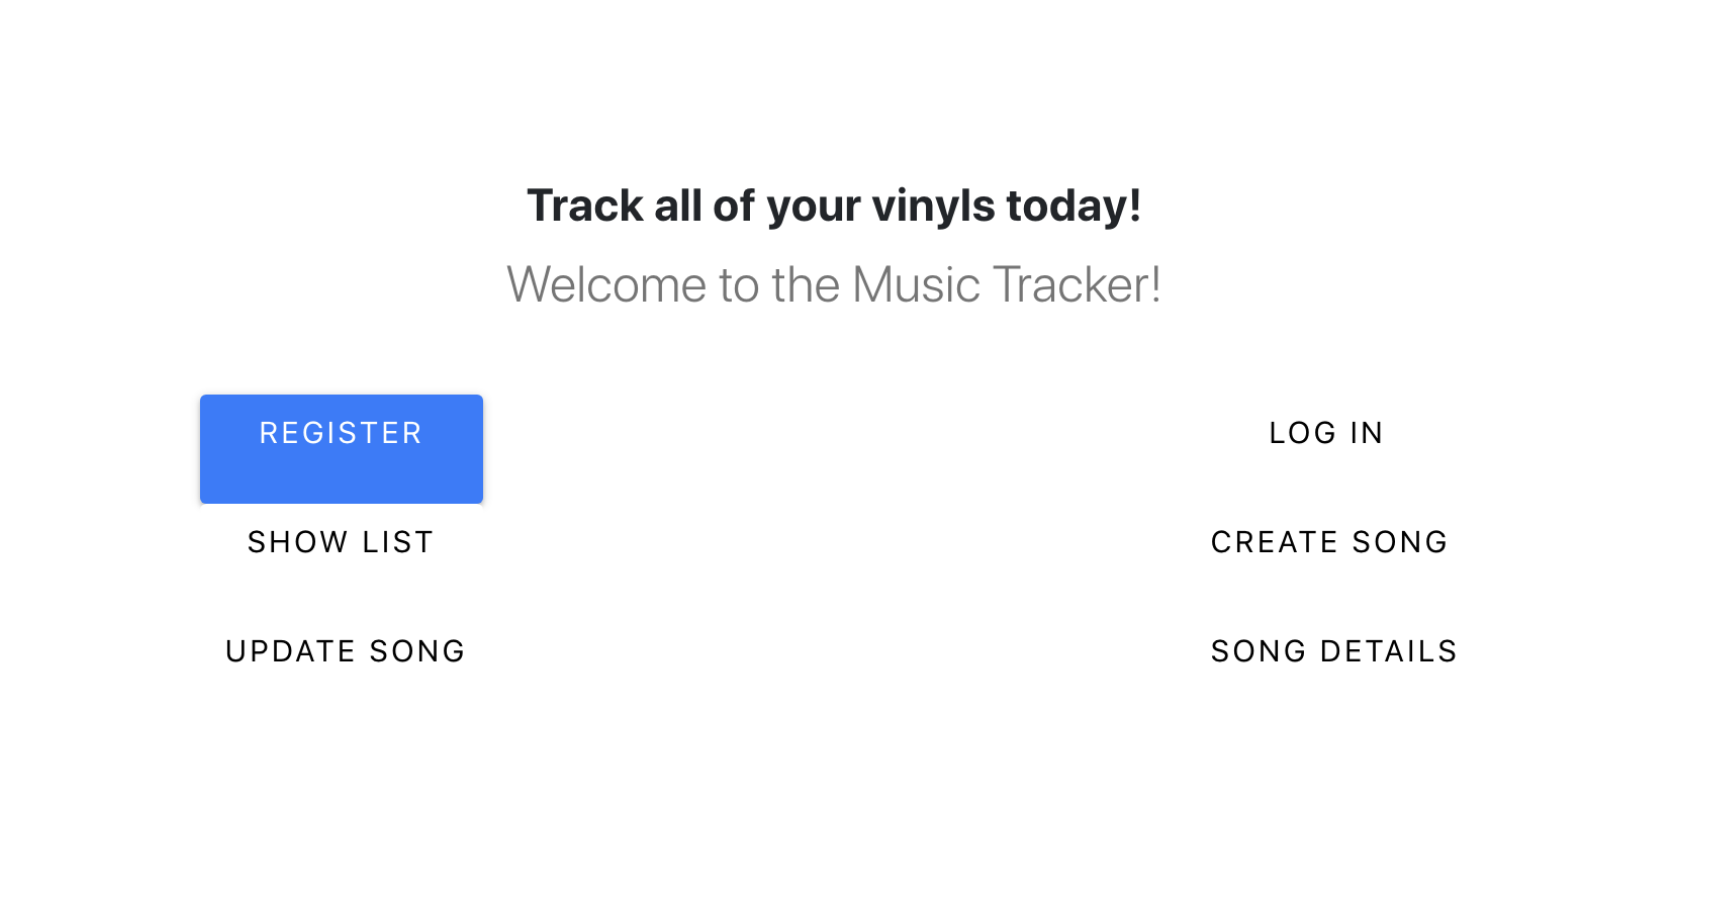 Track all of your vinyls today!
Welcome to the Music Tracker!
REGISTER
LOG IN
SHOW LIST
CREATE SONG
UPDATE SONG
SONG DETAILS